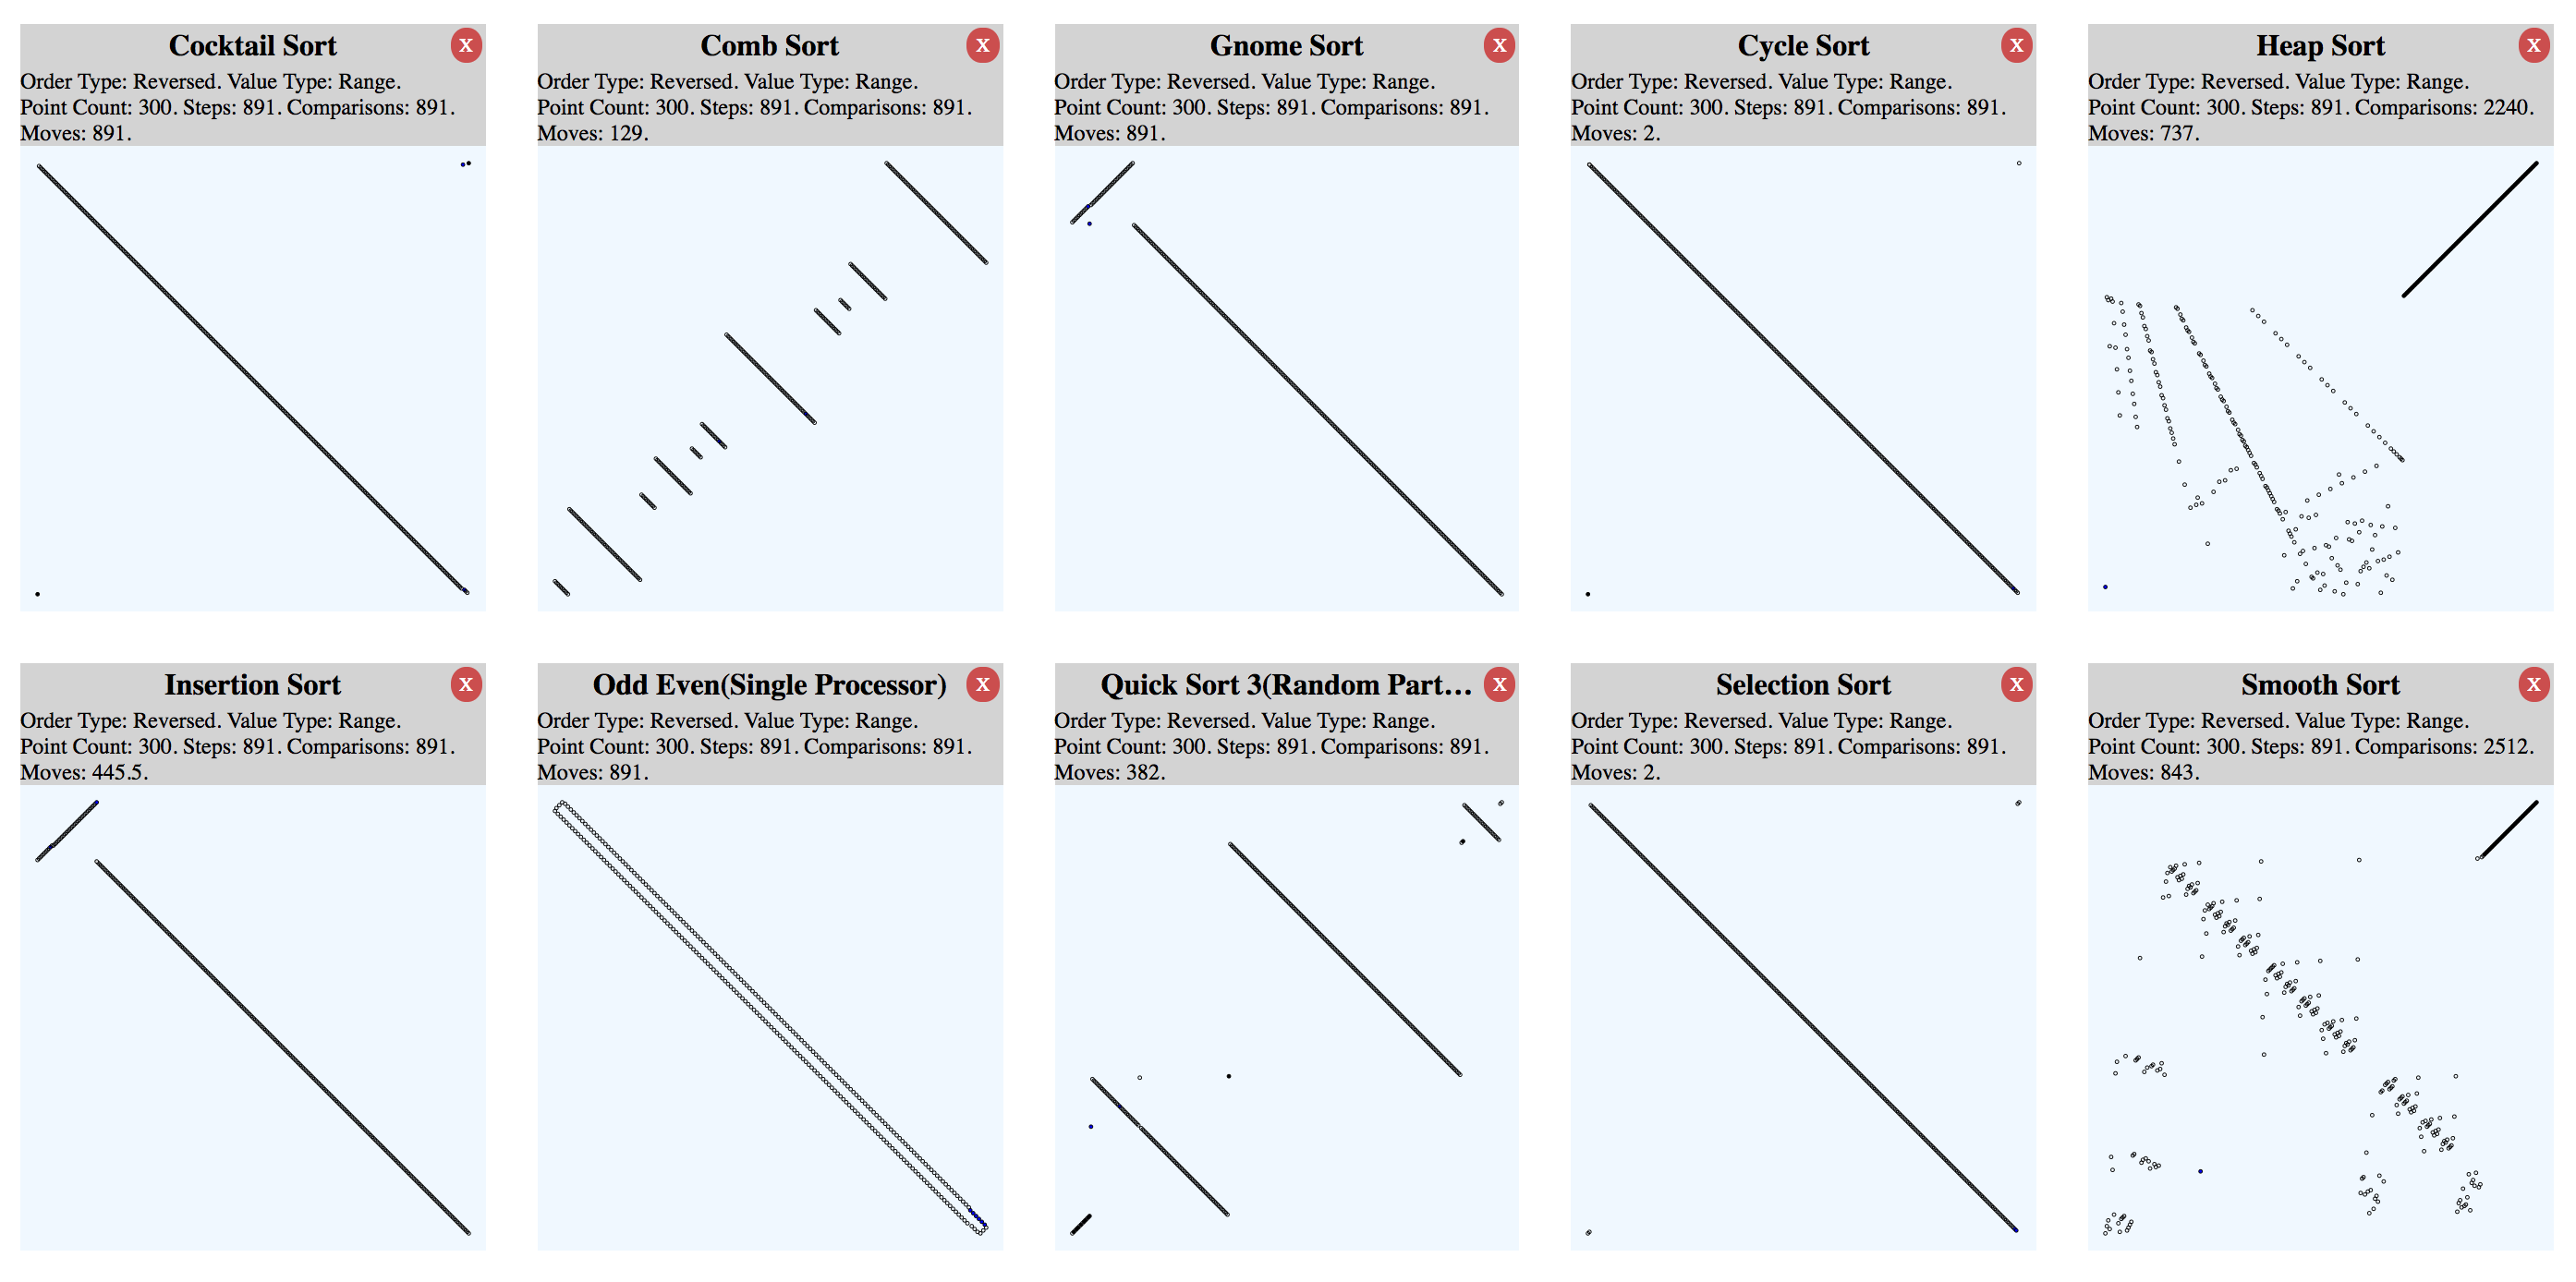 Cocktail Sort x
Order Type: Reversed. Value Type: Range.
Point Count: 300. Steps: 891. Comparisons: 891.
Moves: 891.
Comb Sort x
Order Type: Reversed. Value Type: Range.
Point Count: 300. Steps: 891. Comparisons: 891.
Moves: 129.
Gnome Sort x
Order Type: Reversed. Value Type: Range.
Point Count: 300. Steps: 891. Comparisons: 891.
Moves: 891.
Cycle Sort x
Order Type: Reversed. Value Type: Range.
Point Count: 300. Steps: 891. Comparisons: 891.
Moves: 2.
Heap Sort x
Order Type: Reversed. Value Type: Range.
Point Count: 300. Steps: 891. Comparisons: 2240.
Moves: 737.
Insertion Sort x
Order Type: Reversed. Value Type: Range.
Point Count: 300. Steps: 891. Comparisons: 891.
Moves: 445.5.
Odd Even(Single Processor) x
Order Type: Reversed. Value Type: Range.
Point Count: 300. Steps: 891. Comparisons: 891.
Moves: 891.
Quick Sort 3(Random Part... x
Order Type: Reversed. Value Type: Range.
Point Count: 300. Steps: 891. Comparisons: 891.
Moves: 382.
Selection Sort x
Order Type: Reversed. Value Type: Range.
Point Count: 300. Steps: 891. Comparisons: 891.
Moves: 2.
Smooth Sort x
Order Type: Reversed. Value Type: Range.
Point Count: 300. Steps: 891. Comparisons: 2512.
Moves: 843.